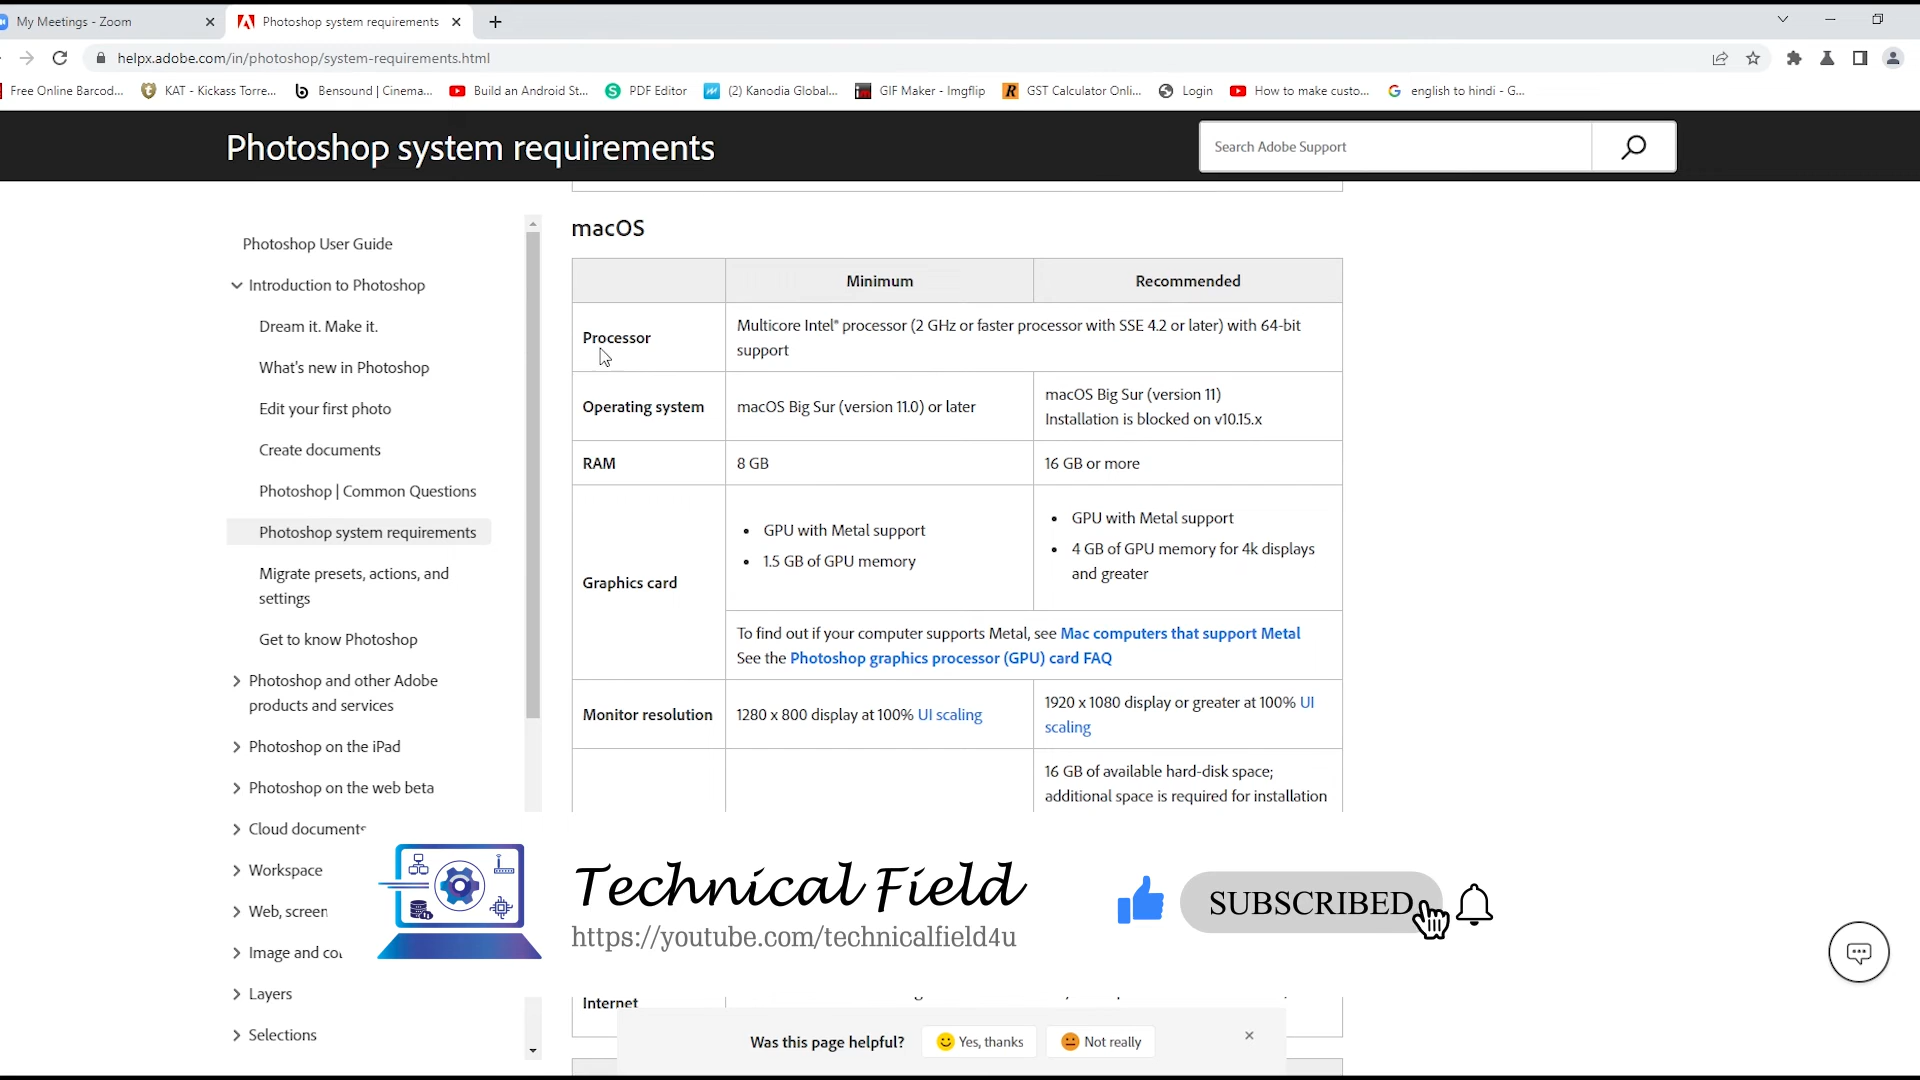 My Meetings - Zoom
Photoshop system requirements
helpx.adobe.com/in/photoshop/system-requirements.html
Free Online Barcod...
KAT - Kickass Torre...
Bensound | Cinema...
Build an Android St...
PDF Editor
(2) Kanodia Global...
GIF Maker - Imgflip
GST Calculator Onli...
Login
How to make custo...
english to hindi - G...
Photoshop system requirements
Search Adobe Support
Photoshop User Guide
Introduction to Photoshop
Dream it. Make it.
What's new in Photoshop
Edit your first photo
Create documents
Photoshop | Common Questions
Photoshop system requirements
Migrate presets, actions, and
settings
Get to know Photoshop
Photoshop and other Adobe
products and services
Photoshop on the iPad
Photoshop on the web beta
Cloud documents
Workspace
Web, screen
Image and
Layers
Selections
macOS
Minimum
Recommended
Processor
Multicore Intel® processor (2 GHz or faster processor with SSE 4.2 or later) with 64-bit
support
Operating system
macOS Big Sur (version 11.0) or later
macOS Big Sur (version 11)
Installation is blocked on v10.15.x
RAM
8 GB
16 GB or more
Graphics card
• GPU with Metal support
• 1.5 GB of GPU memory
• GPU with Metal support
• 4 GB of GPU memory for 4k displays
and greater
To find out if your computer supports Metal, see Mac computers that support Metal
See the Photoshop graphics processor (GPU) card FAQ
Monitor resolution
1280 x 800 display at 100% UI scaling
1920 x 1080 display or greater at 100% UI
scaling
16 GB of available hard-disk space;
additional space is required for installation
Technical Field
https://youtube.com/technicalfield4u
SUBSCRIBED
Internet
Was this page helpful?
Yes, thanks
Not really